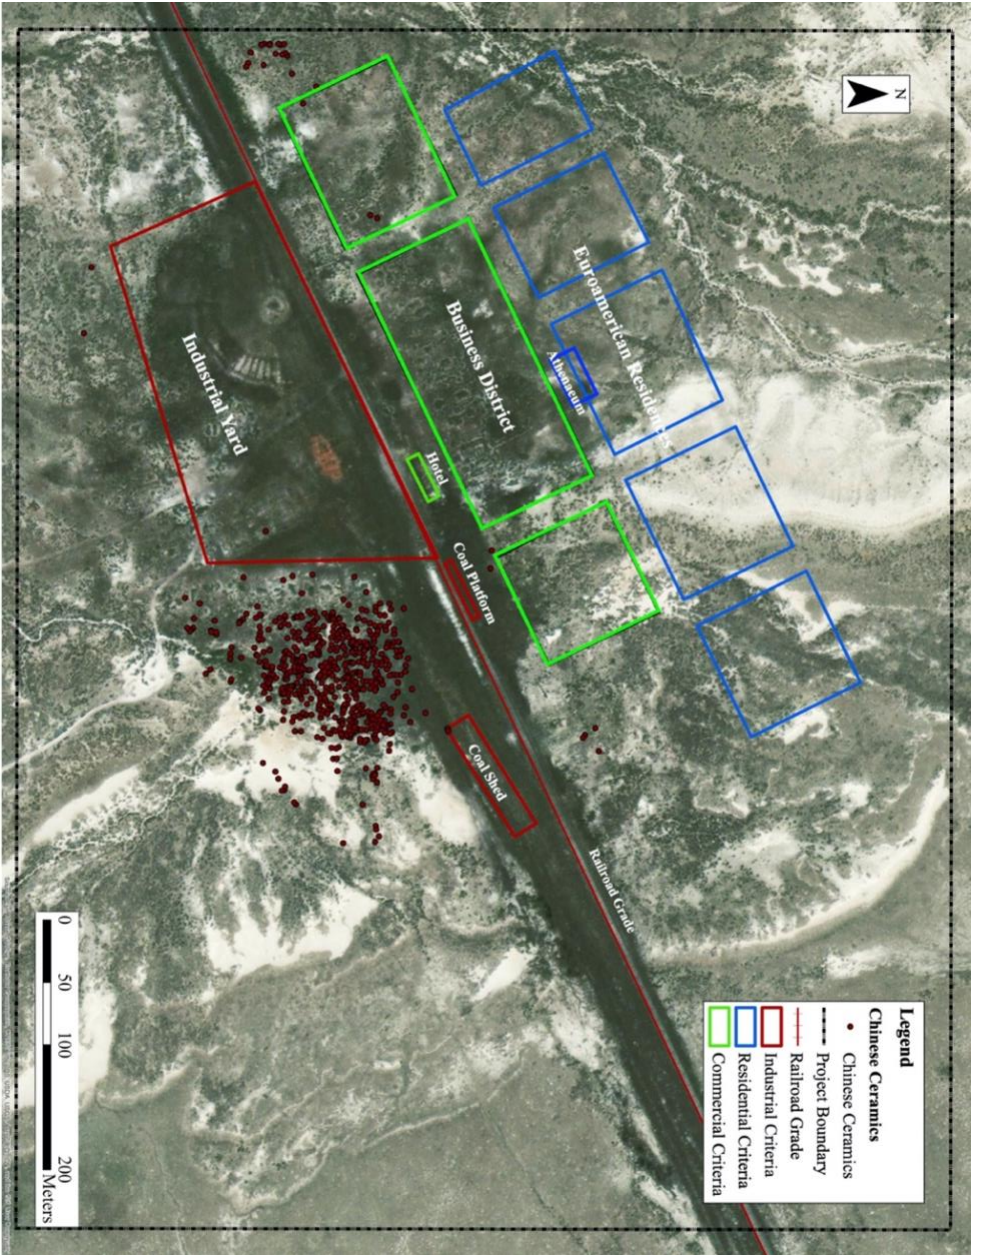 N
Euroamerican Residences
Athenaeum
Business District
Industrial Yard
Hotel
Coal Platform
Coal Shed
Railroad Grade
Legend
Chinese Ceramics
Chinese Ceramics
Project Boundary
Railroad Grade
Industrial Criteria
Residential Criteria
Commercial Criteria
0 50 100 200
Meters